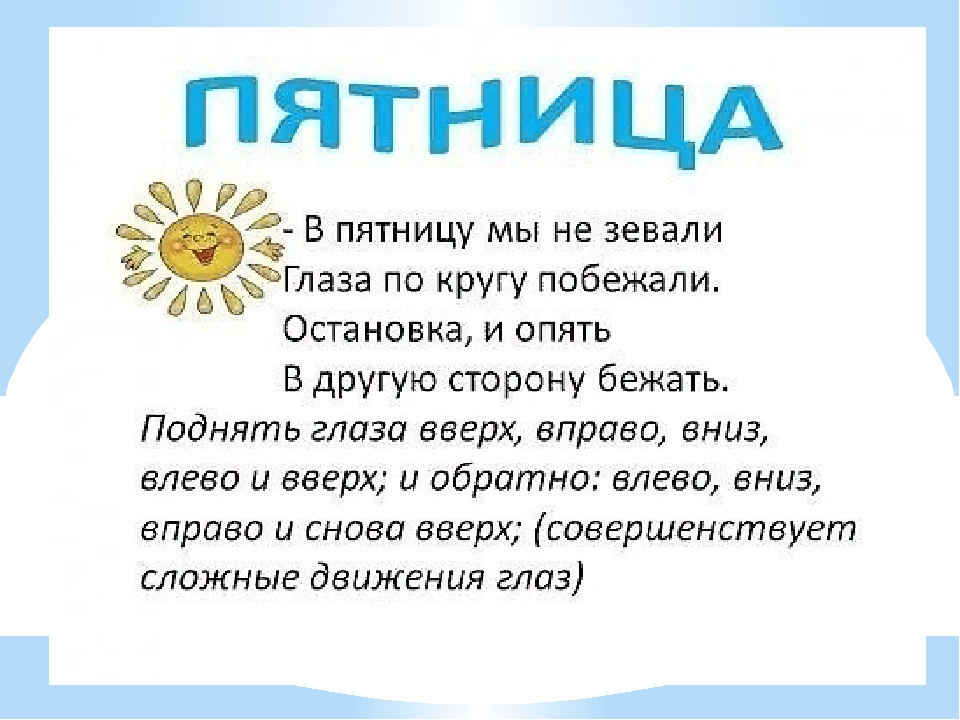 ПЯТНИЦА
- В пятницу мы не зевали
Глаза по кругу побежали.
Остановка, и опять
В другую сторону бежать.
Поднять глаза вверх, вправо, вниз,
влево и вверх; и обратно: влево, вниз,
вправо и снова вверх; (совершенствует
сложные движения глаз)